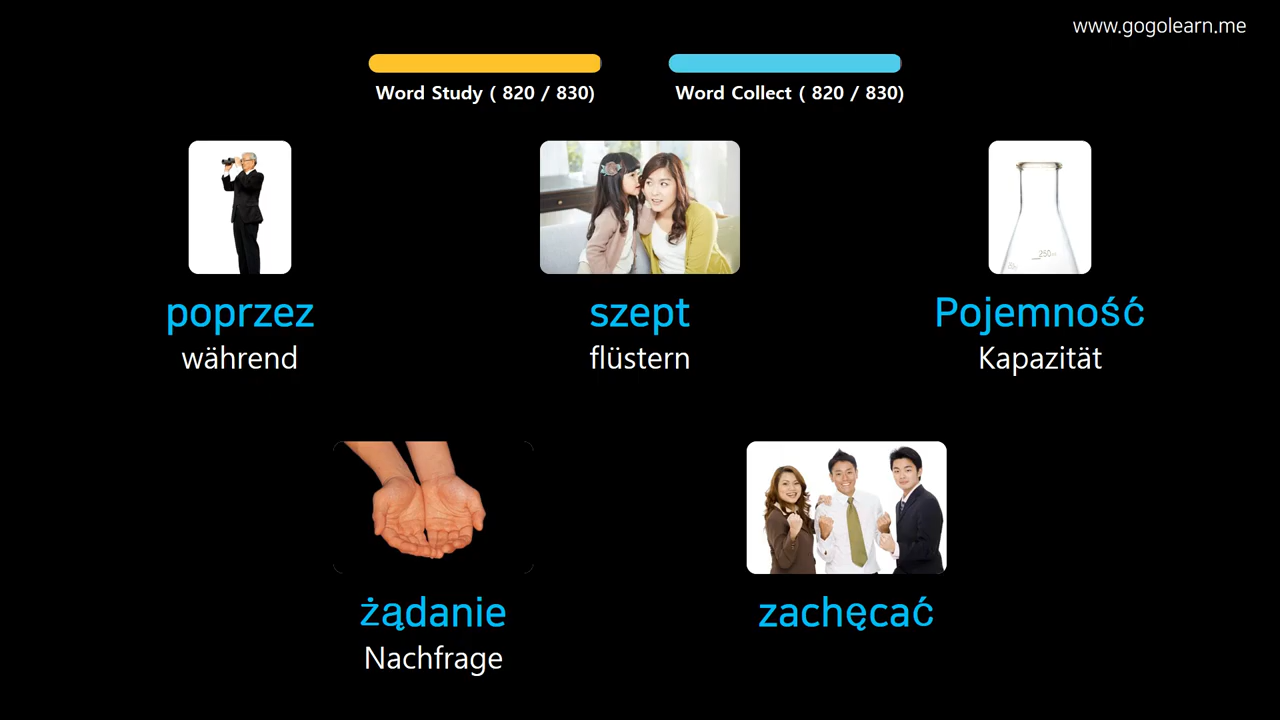 www.gogolearn.me
Word Study ( 820 / 830)
Word Collect ( 820 / 830)
250
poprzez
während
szept
flüstern
Pojemność
Kapazität
żądanie
Nachfrage
zachęcać